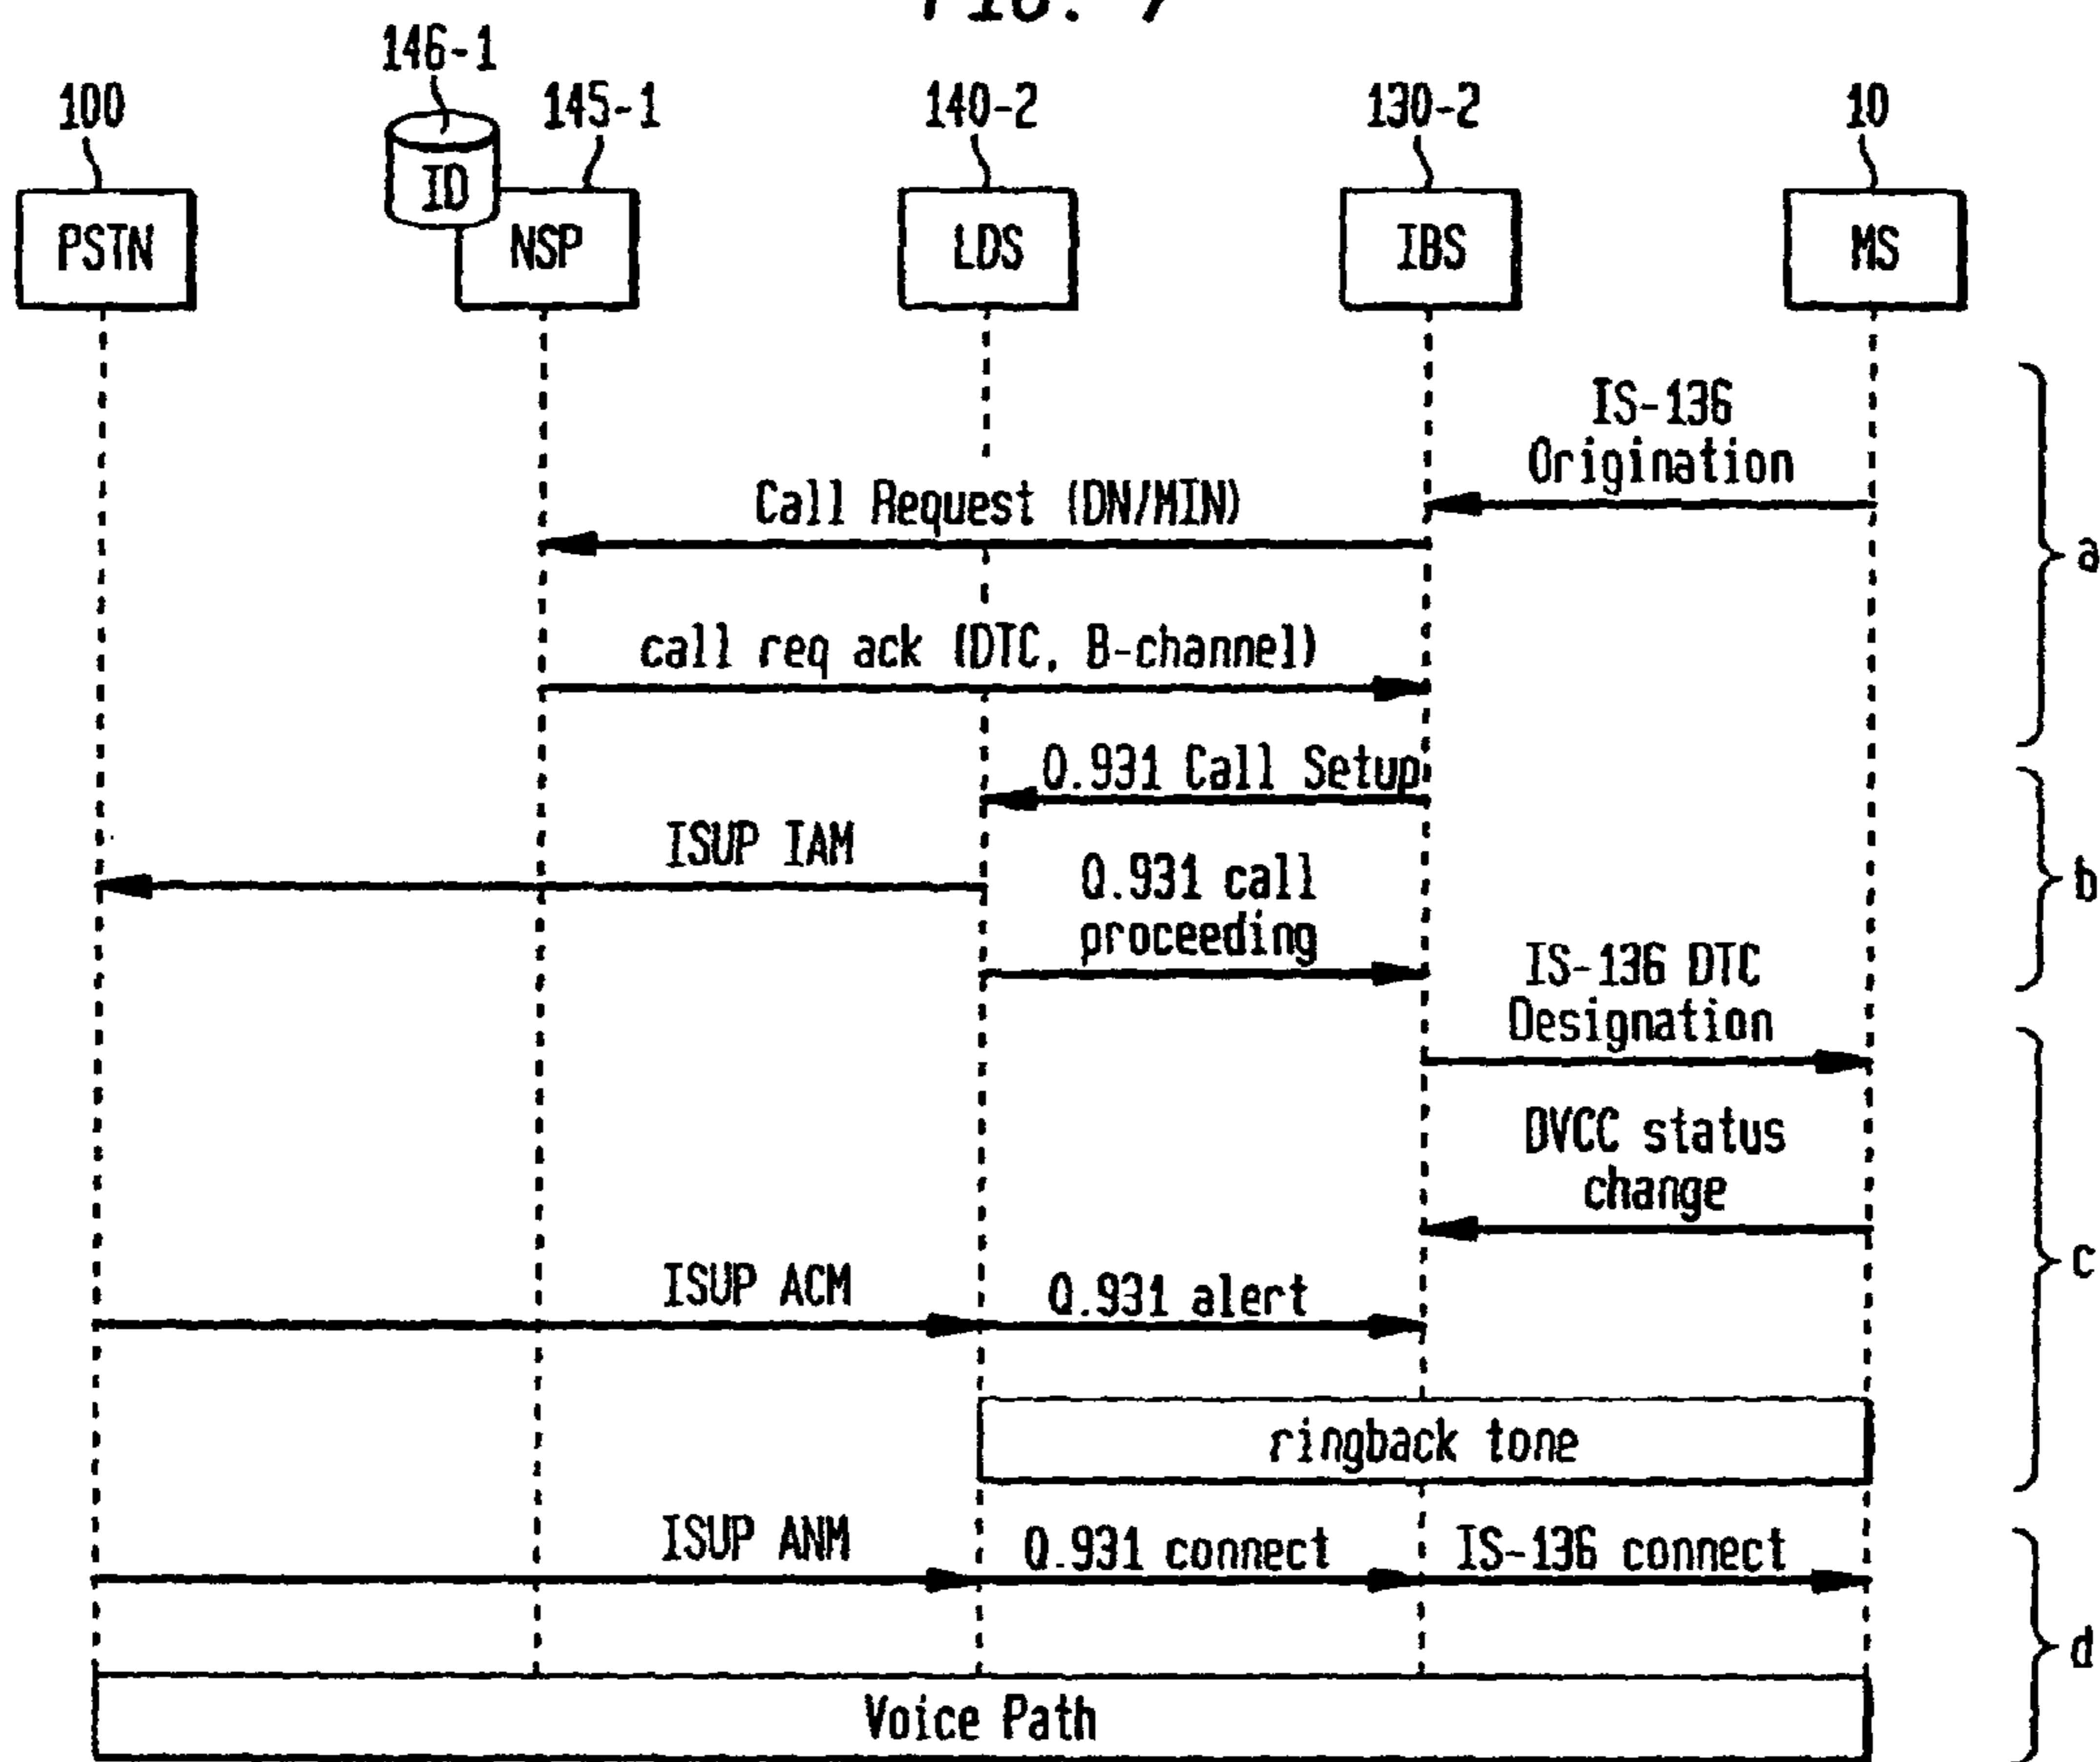 FIG. 7
146-1
100
145-1
140-2
130-2
10
ID
PSTN
NSP
LDS
IBS
MS
IS-136
Origination
Call Request (DN/MIN)
a
call req ack (DTC, B-channel)
Q.931 Call Setup
ISUP IAM
Q.931 call
proceeding
b
IS-136 DTC
Designation
DVCC status
change
c
ISUP ACM
Q.931 alert
ringback tone
ISUP ANM
Q.931 connect
IS-136 connect
d
Voice Path